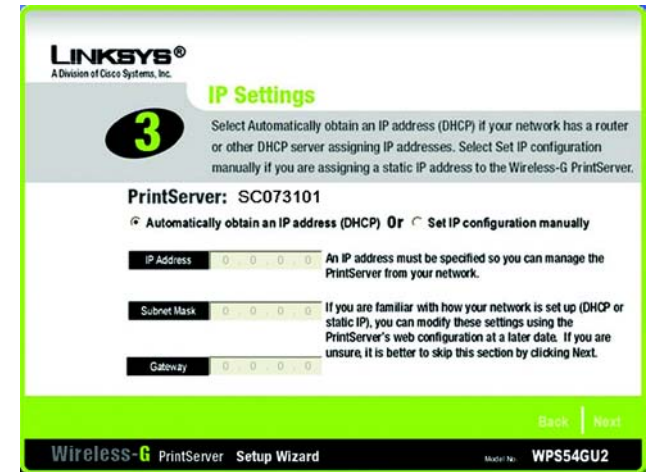 LINKSYS®
A Division of Cisco Systems, Inc.
IP Settings
3
Select Automatically obtain an IP address (DHCP) if your network has a router
or other DHCP server assigning IP addresses. Select Set IP configuration
manually if you are assigning a static IP address to the Wireless-G PrintServer.
PrintServer: SC073101
Automatically obtain an IP address (DHCP) Or Set IP configuration manually
IP Address 0 . 0 . 0 . 0 An IP address must be specified so you can manage the
PrintServer from your network.
Subnet Mask 0 . 0 . 0 . 0 If you are familiar with how your network is set up (DHCP or
static IP), you can modify these settings using the
PrintServer's web configuration at a later date. If you are
unsure, it is better to skip this section by clicking Next.
Gateway 0 . 0 . 0 . 0
Back Next
Wireless-G PrintServer Setup Wizard Model No. WPS54GU2